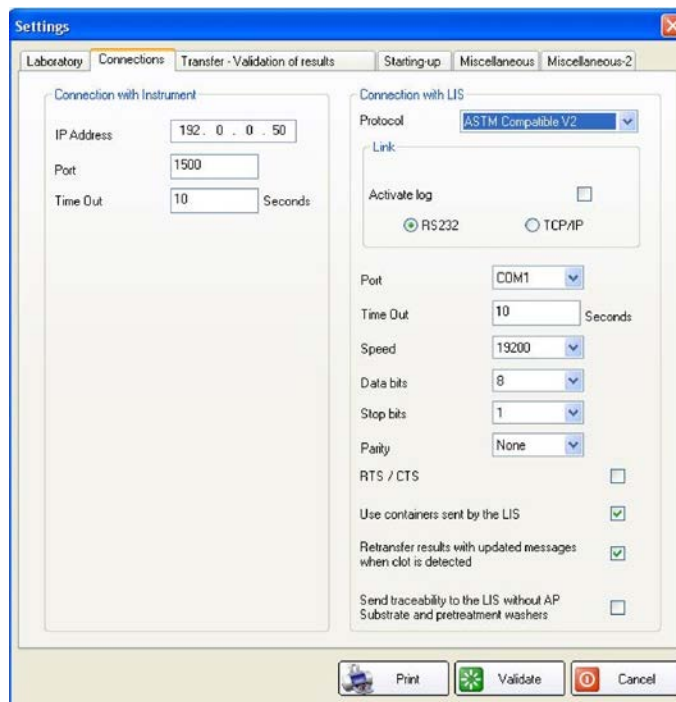 Settings
Laboratory Connections Transfer - Validation of results Starting-up Miscellaneous Miscellaneous-2
Connection with Instrument
IP Address 192. 0 . 0 . 50
Port 1500
Time Out 10 Seconds
Connection with LIS
Protocol ASTM Compatible V2
Link
Activate log
RS232 TCP/IP
Port COM1
Time Out 10 Seconds
Speed 19200
Data bits 8
Stop bits 1
Parity None
RTS / CTS
Use containers sent by the LIS
Retransfer results with updated messages
when clot is detected
Send traceability to the LIS without AP
Substrate and pretreatment washers
Print Validate Cancel